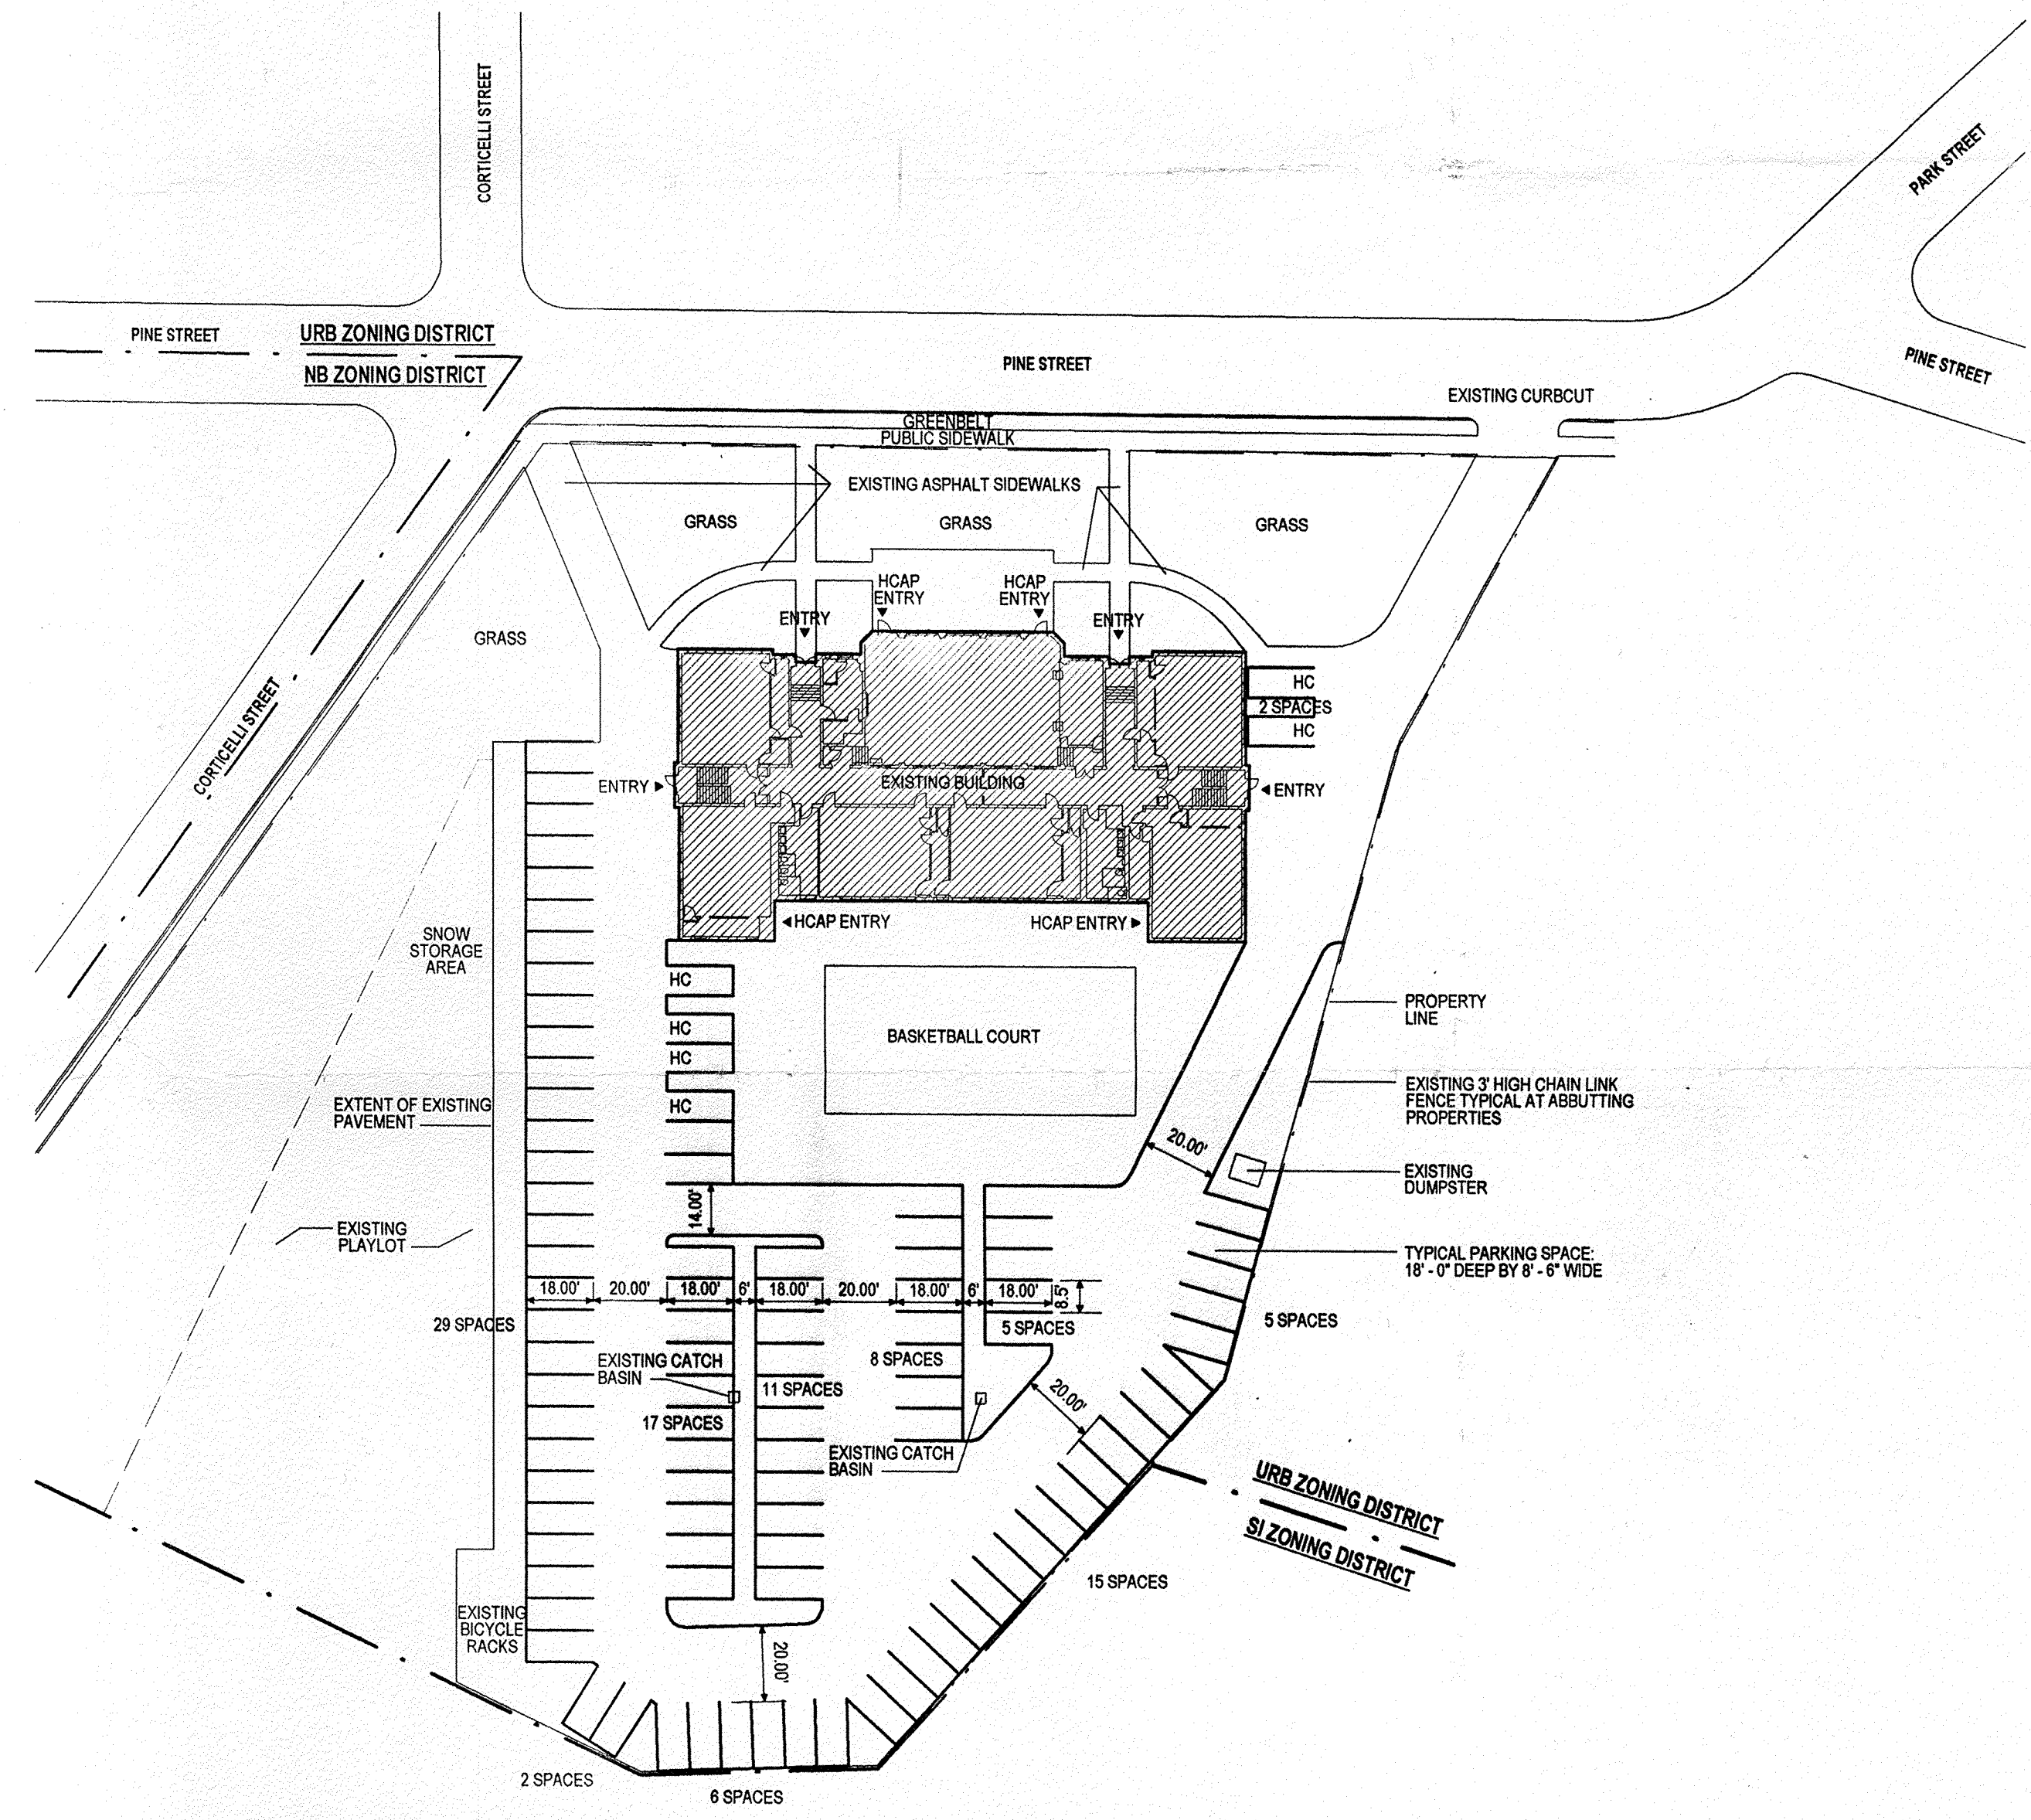 CORTICELLI STREET
PARK STREET
PINE STREET
URB ZONING DISTRICT
NB ZONING DISTRICT
PINE STREET
PINE STREET
EXISTING CURBCUT
GREENBELT
PUBLIC SIDEWALK
EXISTING ASPHALT SIDEWALKS
GRASS
GRASS
GRASS
HCAP
ENTRY
HCAP
ENTRY
ENTRY
ENTRY
GRASS
HC
2 SPACES
HC
CORTICELLI STREET
ENTRY
EXISTING BUILDING
ENTRY
HCAP ENTRY
HCAP ENTRY
SNOW
STORAGE
AREA
HC
HC
HC
HC
BASKETBALL COURT
PROPERTY
LINE
EXISTING 3' HIGH CHAIN LINK
FENCE TYPICAL AT ABBUTTING
PROPERTIES
EXTENT OF EXISTING
PAVEMENT
20.00'
EXISTING
DUMPSTER
14.00'
EXISTING
PLAYLOT
TYPICAL PARKING SPACE:
18' - 0" DEEP BY 8' - 6" WIDE
18.00'
20.00'
18.00'
6'
18.00'
20.00'
18.00'
6'
18.00'
8.5'
29 SPACES
5 SPACES
5 SPACES
EXISTING CATCH
BASIN
8 SPACES
11 SPACES
17 SPACES
20.00'
EXISTING CATCH
BASIN
URB ZONING DISTRICT
SI ZONING DISTRICT
15 SPACES
EXISTING
BICYCLE
RACKS
20.00'
2 SPACES
6 SPACES